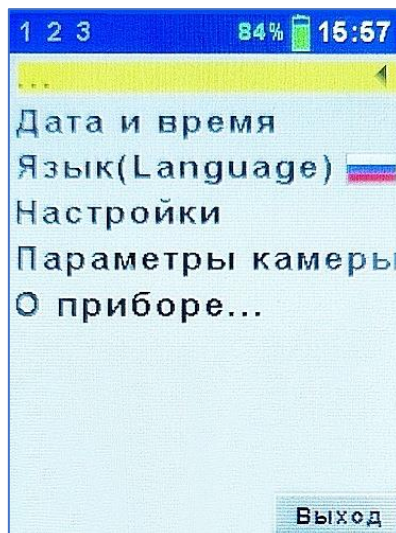 1 2 3 84% 15:57
...
Дата и время
Язык(Language)
Настройки
Параметры камеры
О приборе...
Выход